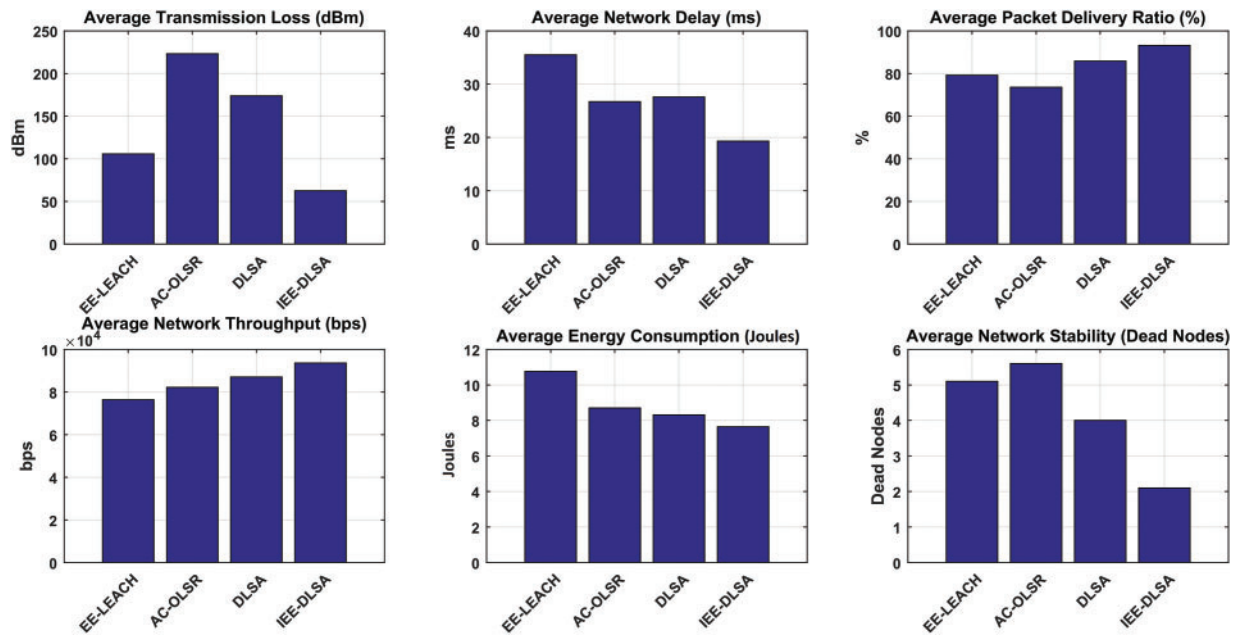 Average Transmission Loss (dBm)
250
200
150
100
50
0
dBm
EE-LEACH
AC-OLSR
DLSA
IEE-DLSA
Average Network Delay (ms)
40
30
20
10
0
ms
EE-LEACH
AC-OLSR
DLSA
IEE-DLSA
Average Packet Delivery Ratio (%)
100
80
60
40
20
0
%
EE-LEACH
AC-OLSR
DLSA
IEE-DLSA
Average Network Throughput (bps)
× 10⁴
10
8
6
4
2
0
bps
EE-LEACH
AC-OLSR
DLSA
IEE-DLSA
Average Energy Consumption (Joules)
12
10
8
6
4
2
0
Joules
EE-LEACH
AC-OLSR
DLSA
IEE-DLSA
Average Network Stability (Dead Nodes)
6
5
4
3
2
1
0
Dead Nodes
EE-LEACH
AC-OLSR
DLSA
IEE-DLSA